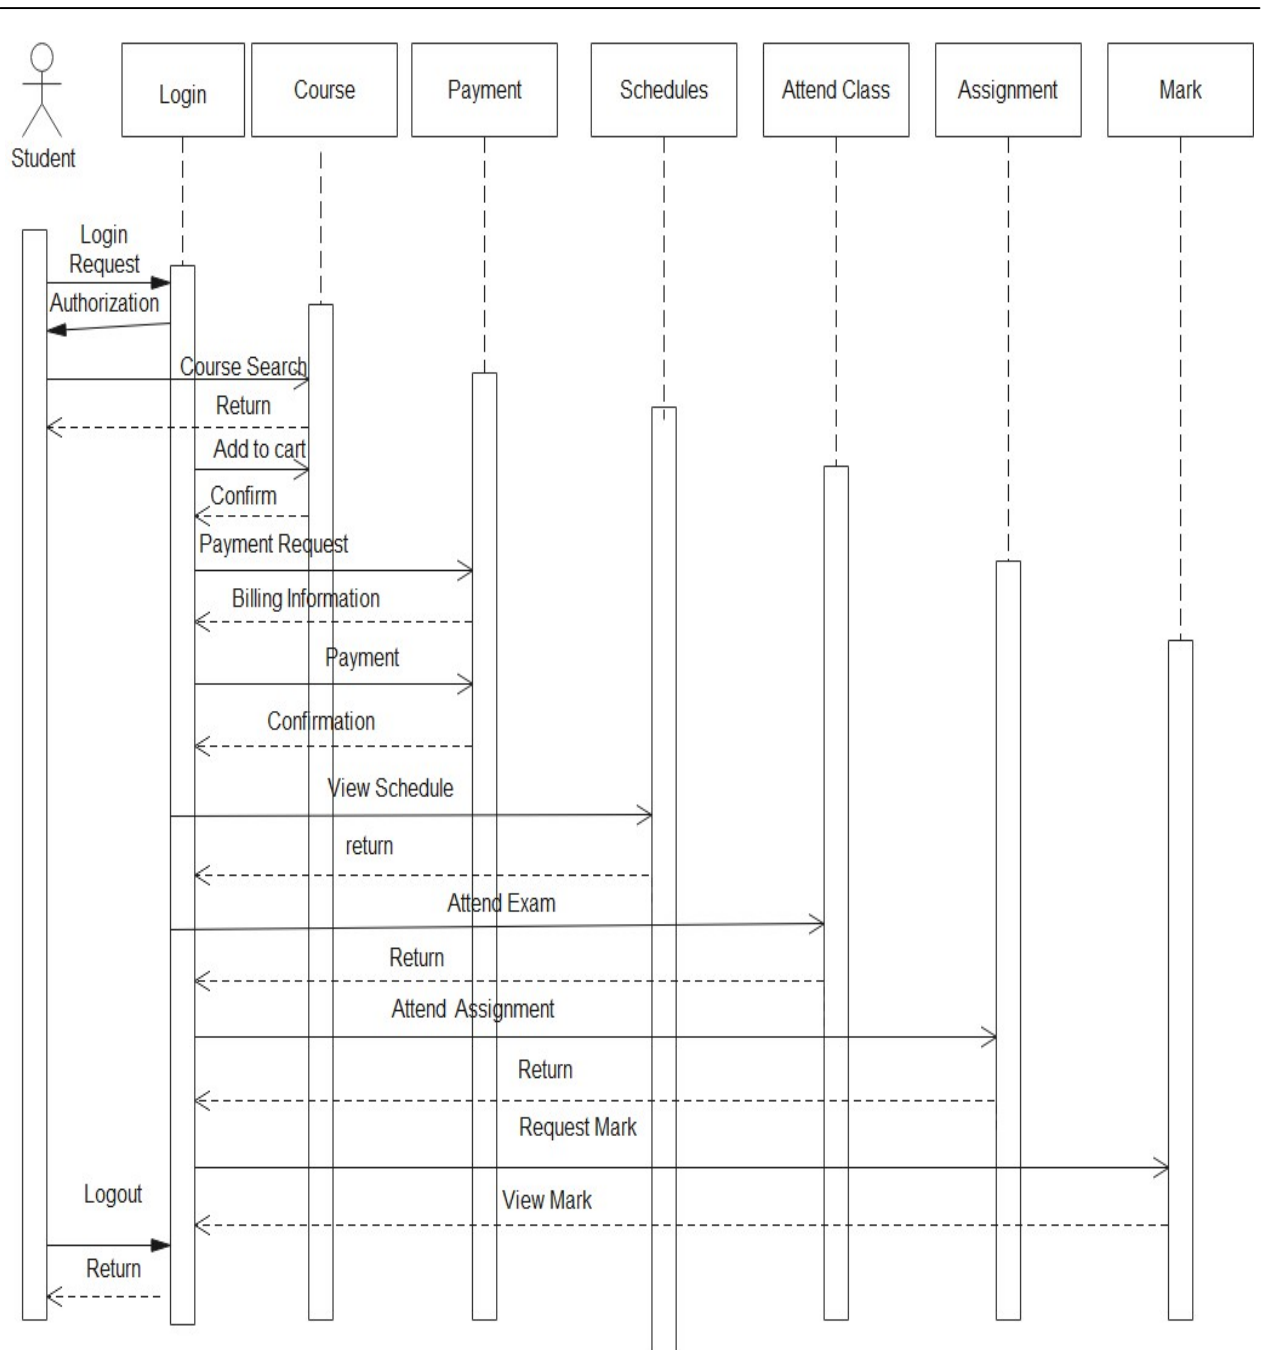 Student
Login
Course
Payment
Schedules
Attend Class
Assignment
Mark
Login
Request
Authorization
Course Search
Return
Add to cart
Confirm
Payment Request
Billing Information
Payment
Confirmation
View Schedule
return
Attend Exam
Return
Attend Assignment
Return
Request Mark
Logout
View Mark
Return